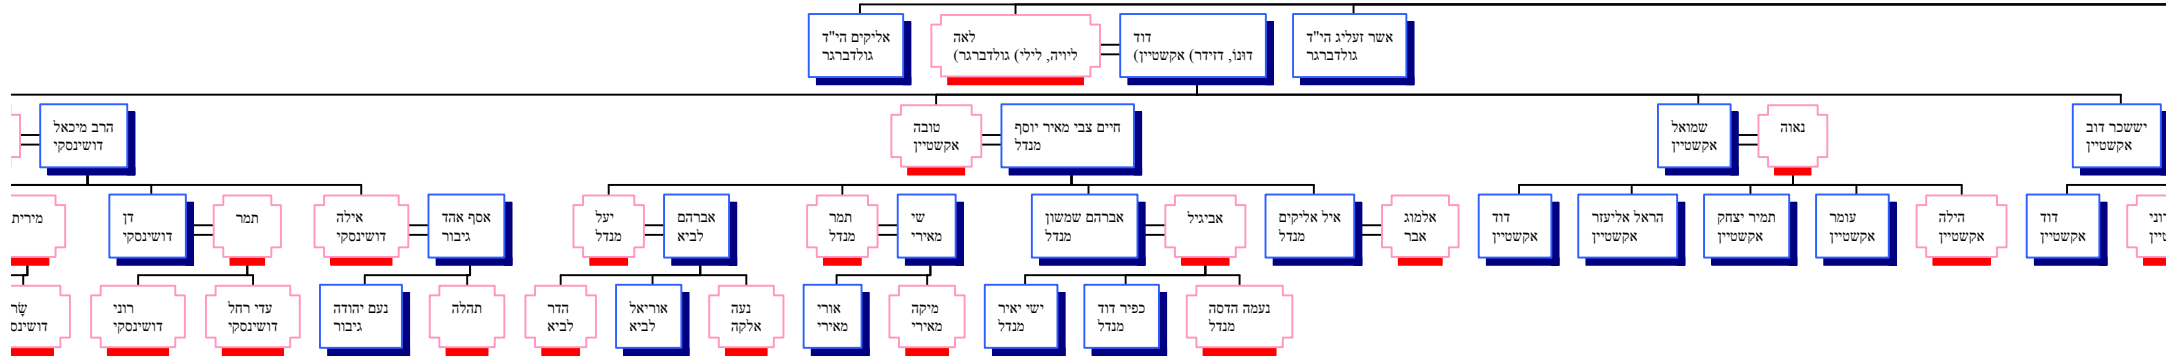 אשר זעליג הי"ד
גולדברגר
דוד
(דּוּנוֹ, דזידר) אקשטיין
לאה
(ליויה, לילי) גולדברגר
אליקים הי"ד
גולדברגר
יששכר דוב
אקשטיין
נאוה
שמואל
אקשטיין
חיים צבי מאיר יוסף
מנדל
טובה
אקשטיין
הרב מיכאל
דושינסקי
דוד
אקשטיין
הילה
אקשטיין
עומר
אקשטיין
תמיר יצחק
אקשטיין
הראל אליעזר
אקשטיין
דוד
אקשטיין
אלמוג
אבר
איל אליקים
מנדל
אביגיל
אברהם שמשון
מנדל
שי
מאירי
תמר
מנדל
אברהם
לביא
יעל
מנדל
אסף אהד
גיבור
אילה
דושינסקי
תמר
דן
דושינסקי
מירית
נעמה הדסה
מנדל
כפיר דוד
מנדל
ישי יאיר
מנדל
מיקה
מאירי
אורי
מאירי
נעה
אלקה
אוריאל
לביא
הדר
לביא
תהלה
נעם יהודה
גיבור
עדי רחל
דושינסקי
רוני
דושינסקי